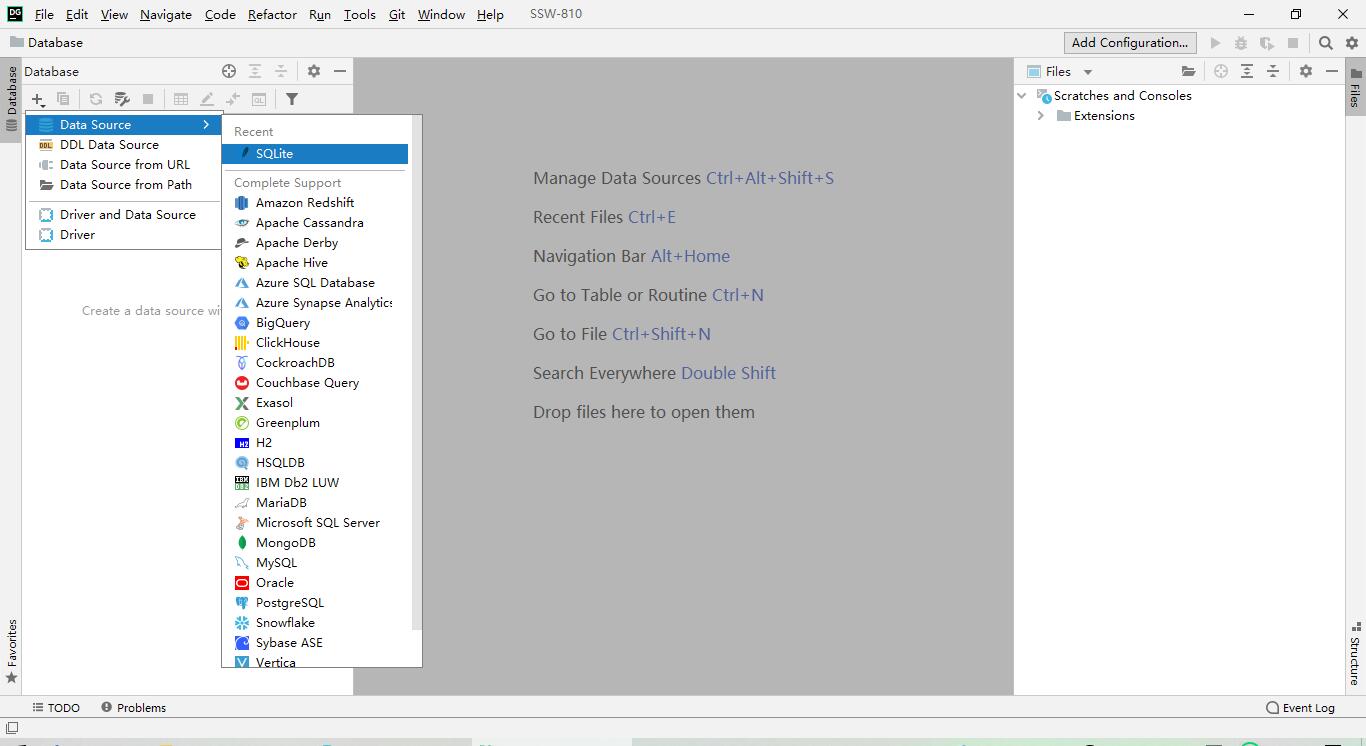 DG File Edit View Navigate Code Refactor Run Tools Git Window Help SSW-810
Database Add Configuration...
Database
Database
Files
Files
Data Source
DDL Data Source
Data Source from URL
Data Source from Path
Driver and Data Source
Driver
Create a data source wi
Recent
SQLite
Complete Support
Amazon Redshift
Apache Cassandra
Apache Derby
Apache Hive
Azure SQL Database
Azure Synapse Analytics
BigQuery
ClickHouse
CockroachDB
Couchbase Query
Exasol
Greenplum
H2
HSQLDB
IBM Db2 LUW
MariaDB
Microsoft SQL Server
MongoDB
MySQL
Oracle
PostgreSQL
Snowflake
Sybase ASE
Vertica
Manage Data Sources Ctrl+Alt+Shift+S
Recent Files Ctrl+E
Navigation Bar Alt+Home
Go to Table or Routine Ctrl+N
Go to File Ctrl+Shift+N
Search Everywhere Double Shift
Drop files here to open them
Scratches and Consoles
Extensions
Favorites
Structure
TODO Problems Event Log